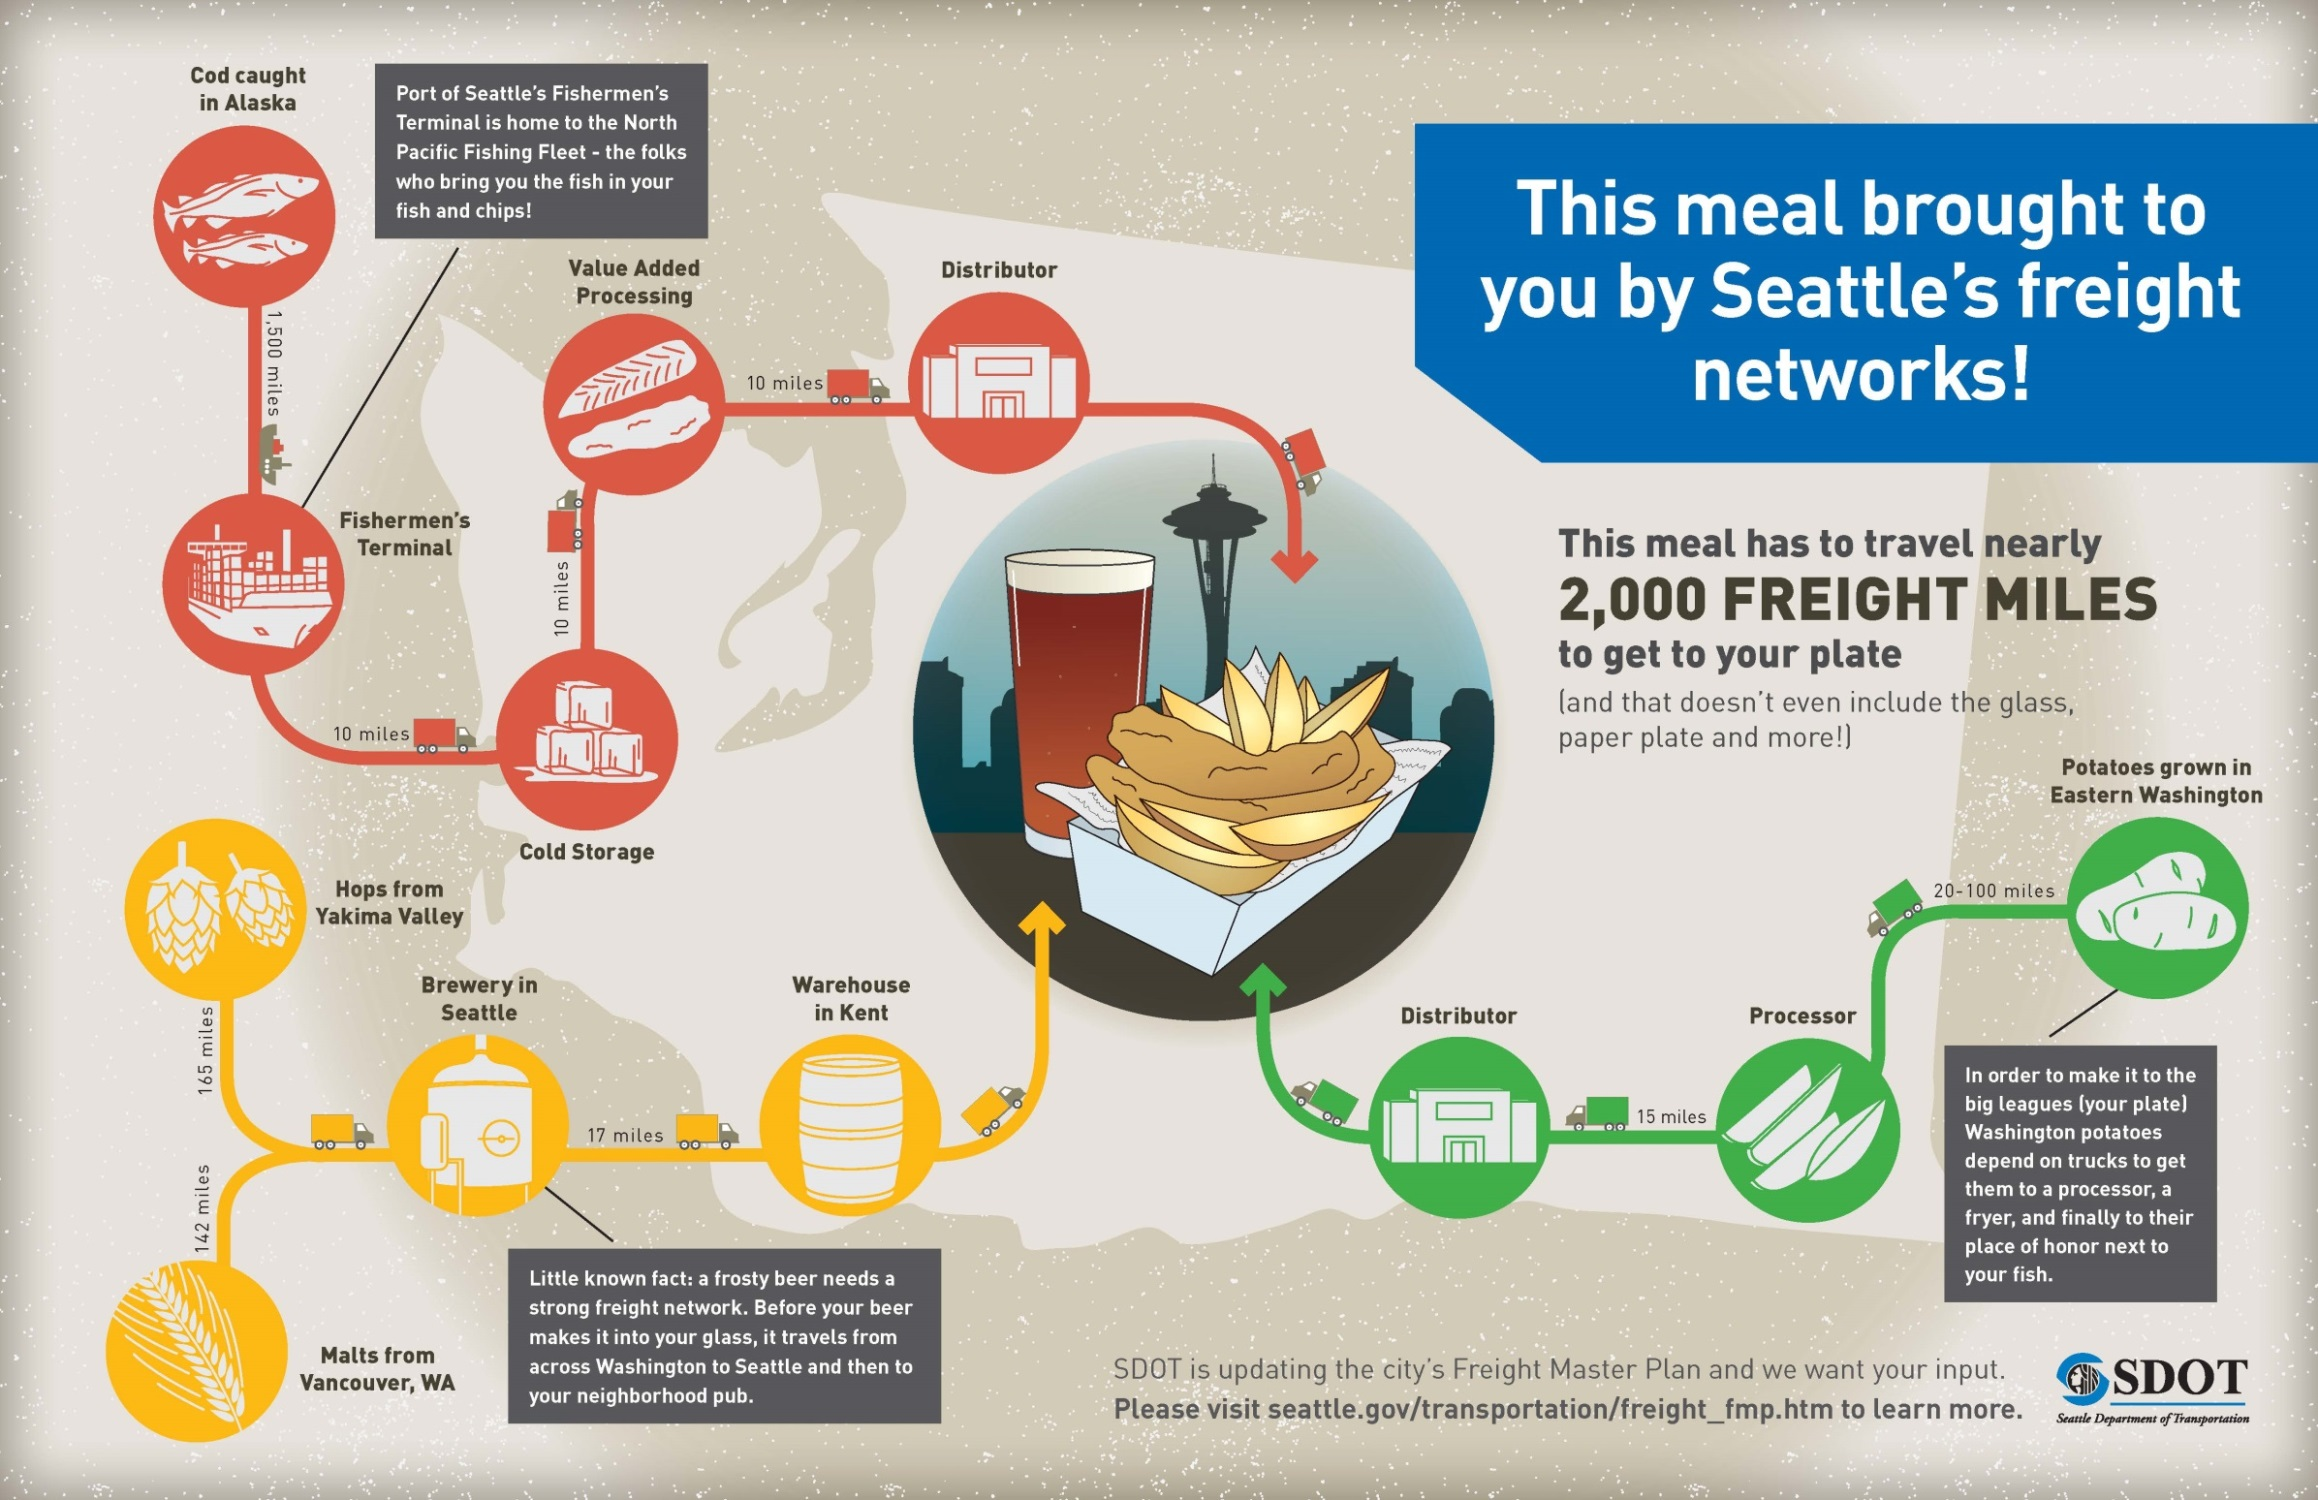 This meal brought to
you by Seattle's freight
networks!
This meal has to travel nearly
2,000 FREIGHT MILES
to get to your plate
(and that doesn't even include the glass,
paper plate and more!)
Cod caught
in Alaska
1,500 miles
Port of Seattle's Fishermen's
Terminal is home to the North
Pacific Fishing Fleet - the folks
who bring you the fish in your
fish and chips!
Fishermen's
Terminal
10 miles
Cold Storage
10 miles
Value Added
Processing
10 miles
Distributor
Hops from
Yakima Valley
165 miles
142 miles
Malts from
Vancouver, WA
Brewery in
Seattle
17 miles
Warehouse
in Kent
Little known fact: a frosty beer needs a
strong freight network. Before your beer
makes it into your glass, it travels from
across Washington to Seattle and then to
your neighborhood pub.
Potatoes grown in
Eastern Washington
20-100 miles
Processor
15 miles
Distributor
In order to make it to the
big leagues (your plate)
Washington potatoes
depend on trucks to get
them to a processor, a
fryer, and finally to their
place of honor next to
your fish.
SDOT is updating the city's Freight Master Plan and we want your input.
Please visit seattle.gov/transportation/freight_fmp.htm to learn more.
SDOT
Seattle Department of Transportation